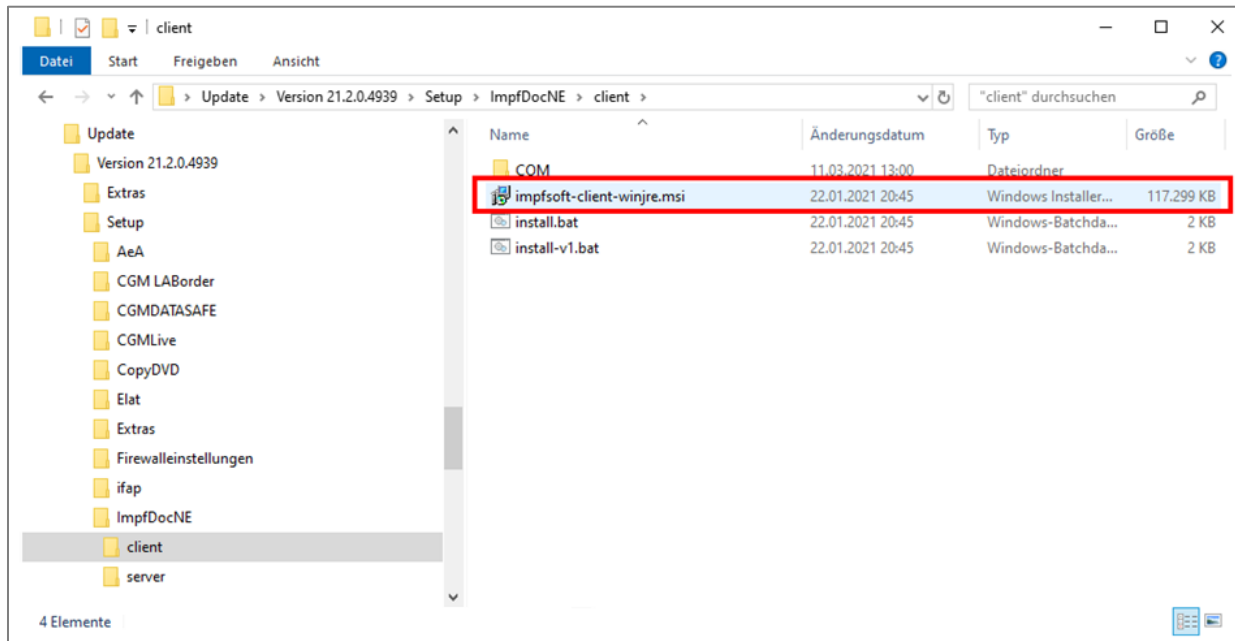 client
Datei Start Freigeben Ansicht
Update > Version 21.2.0.4939 > Setup > ImpfDocNE > client >
"client" durchsuchen
Update
Version 21.2.0.4939
Extras
Setup
AeA
CGM LABorder
CGMDATASAFE
CGMLive
CopyDVD
Elat
Extras
Firewalleinstellungen
ifap
ImpfDocNE
client
server
Name Änderungsdatum Typ Größe
COM 11.03.2021 13:00 Dateiordner
impfsoft-client-winjre.msi 22.01.2021 20:45 Windows Installer... 117.299 KB
install.bat 22.01.2021 20:45 Windows-Batchda... 2 KB
install-v1.bat 22.01.2021 20:45 Windows-Batchda... 2 KB
4 Elemente